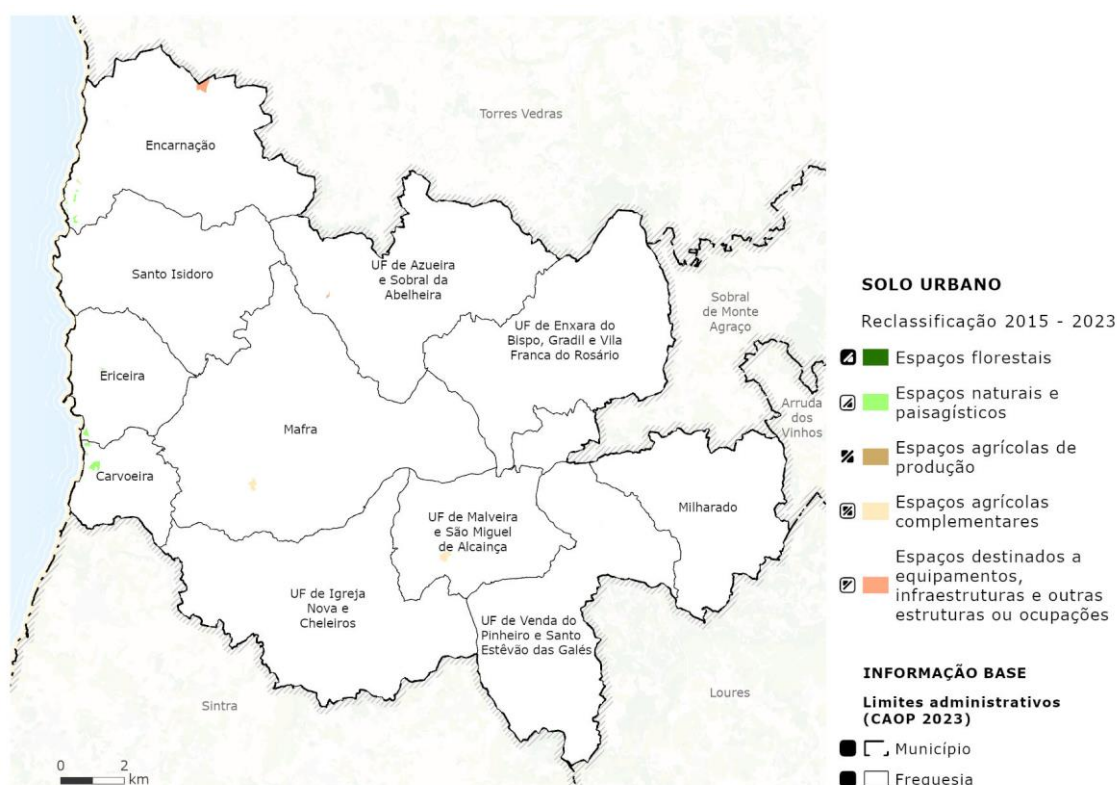 Torres Vedras
Encarnação
Santo Isidoro
UF de Azueira
e Sobral da
Abelheira
Sobral
de Monte
Agraço
UF de Enxara do
Bispo, Gradil e Vila
Franca do Rosário
Ericeira
Arruda
dos
Vinhos
Mafra
Carvoeira
Milharado
UF de Malveira
e São Miguel
de Alcainça
UF de Igreja
Nova e
Cheleiros
UF de Venda do
Pinheiro e Santo
Estêvão das Galés
Sintra
Loures
0 2
km
SOLO URBANO
Reclassificação 2015 - 2023
Espaços florestais
Espaços naturais e
paisagísticos
Espaços agrícolas de
produção
Espaços agrícolas
complementares
Espaços destinados a
equipamentos,
infraestruturas e outras
estruturas ou ocupações
INFORMAÇÃO BASE
Limites administrativos
(CAOP 2023)
Município
Freguesia